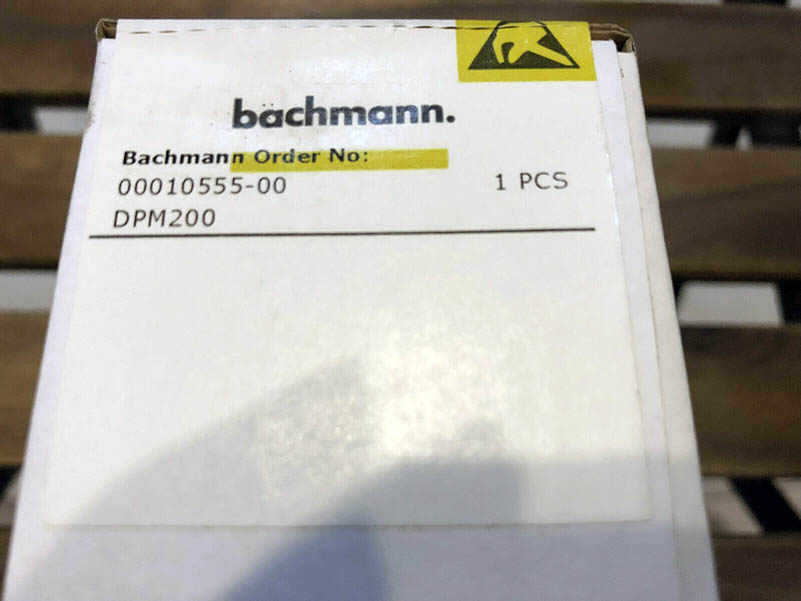 bachmann.
Bachmann Order No:
00010555-00 1 PCS
DPM200